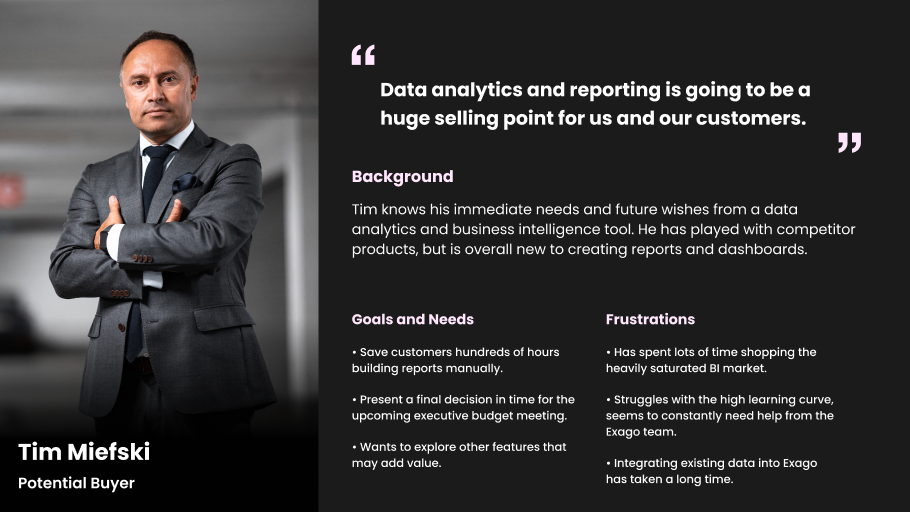 “
Data analytics and reporting is going to be a
huge selling point for us and our customers.
”
Background
Tim knows his immediate needs and future wishes from a data
analytics and business intelligence tool. He has played with competitor
products, but is overall new to creating reports and dashboards.
Goals and Needs
• Save customers hundreds of hours
building reports manually.
• Present a final decision in time for the
upcoming executive budget meeting.
• Wants to explore other features that
may add value.
Frustrations
• Has spent lots of time shopping the
heavily saturated BI market.
• Struggles with the high learning curve,
seems to constantly need help from the
Exago team.
• Integrating existing data into Exago
has taken a long time.
Tim Miefski
Potential Buyer